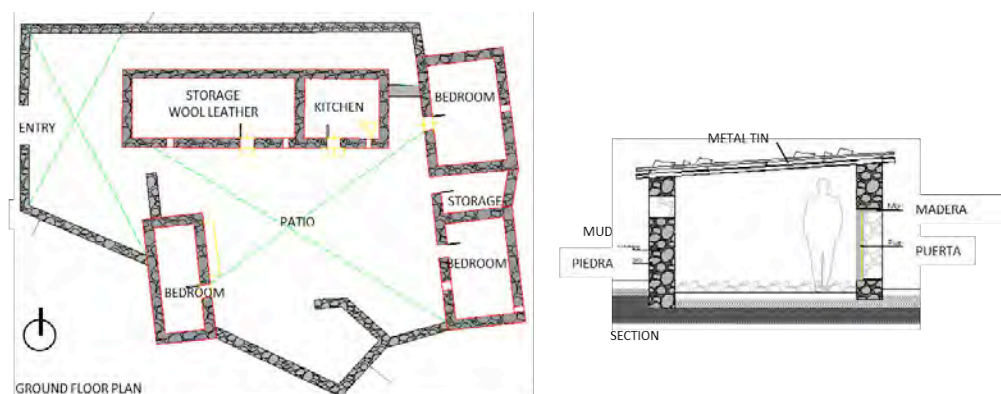 STORAGE
WOOL LEATHER
KITCHEN
BEDROOM
ENTRY
STORAGE
PATIO
BEDROOM
BEDROOM
GROUND FLOOR PLAN
METAL TIN
MADERA
MUD
PUERTA
PIEDRA
SECTION